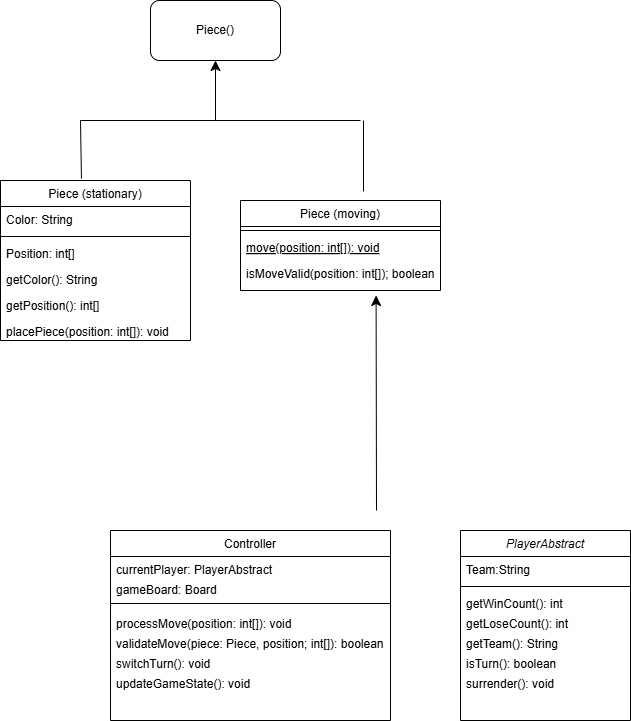 Piece()
Piece (stationary)
Color: String
Position: int[]
getColor(): String
getPosition(): int[]
placePiece(position: int[]): void
Piece (moving)
move(position: int[]): void
isMoveValid(position: int[]); boolean
Controller
currentPlayer: PlayerAbstract
gameBoard: Board
processMove(position: int[]): void
validateMove(piece: Piece, position; int[]): boolean
switchTurn(): void
updateGameState(): void
PlayerAbstract
Team:String
getWinCount(): int
getLoseCount(): int
getTeam(): String
isTurn(): boolean
surrender(): void